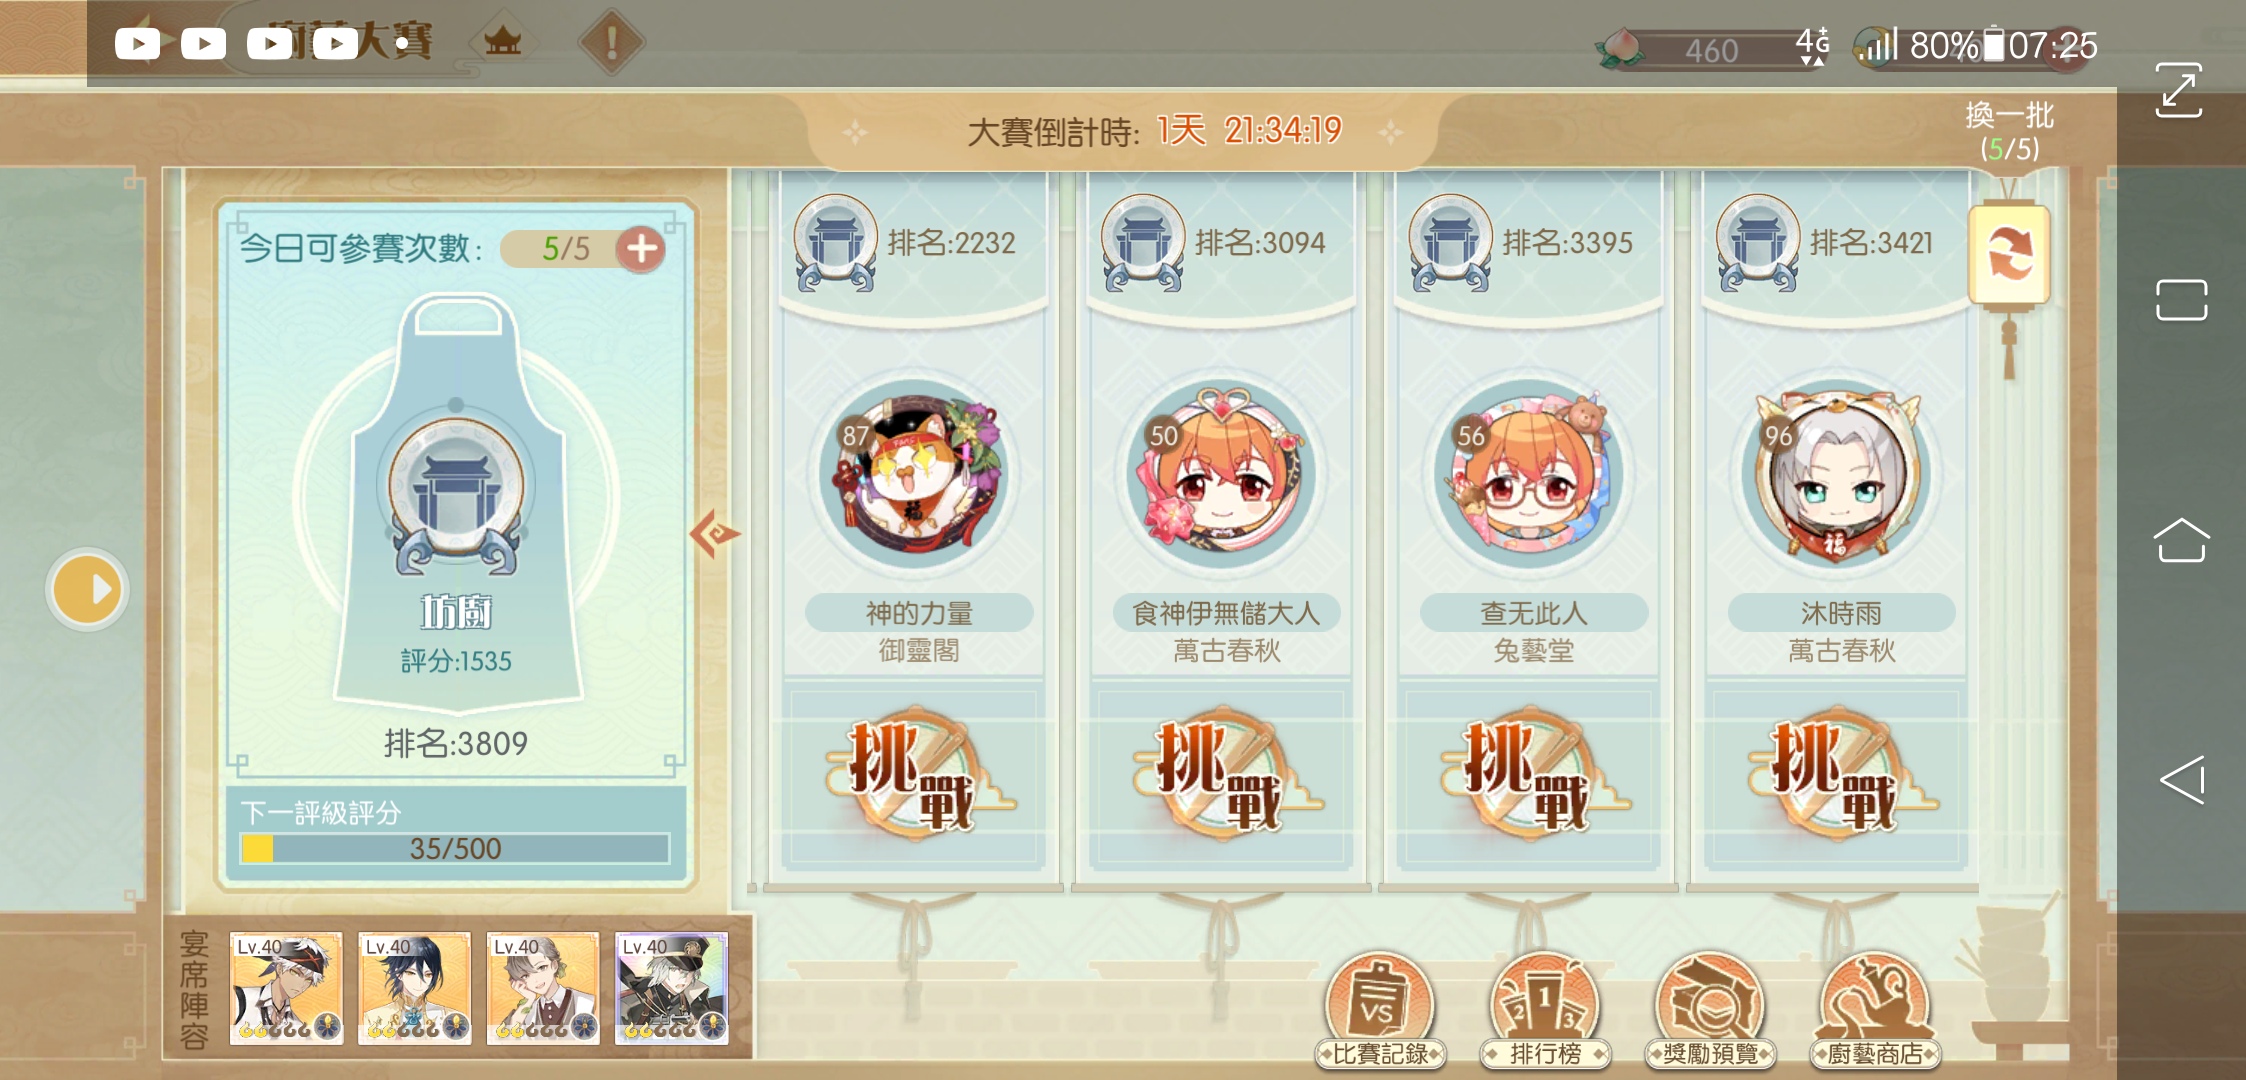 大賽
460
4G 80% 07:25
大賽倒計時: 1天 21:34:19
換一批
(5/5)
今日可參賽次數: 5/5
坊廚
評分:1535
排名:3809
下一評級評分
35/500
排名:2232
87
神的力量
御靈閣
挑戰
排名:3094
50
食神伊無儲大人
萬古春秋
挑戰
排名:3395
56
查无此人
兔藝堂
挑戰
排名:3421
96
沐時雨
萬古春秋
挑戰
宴席陣容
Lv.40
Lv.40
Lv.40
Lv.40
比賽記錄
排行榜
獎勵預覽
廚藝商店